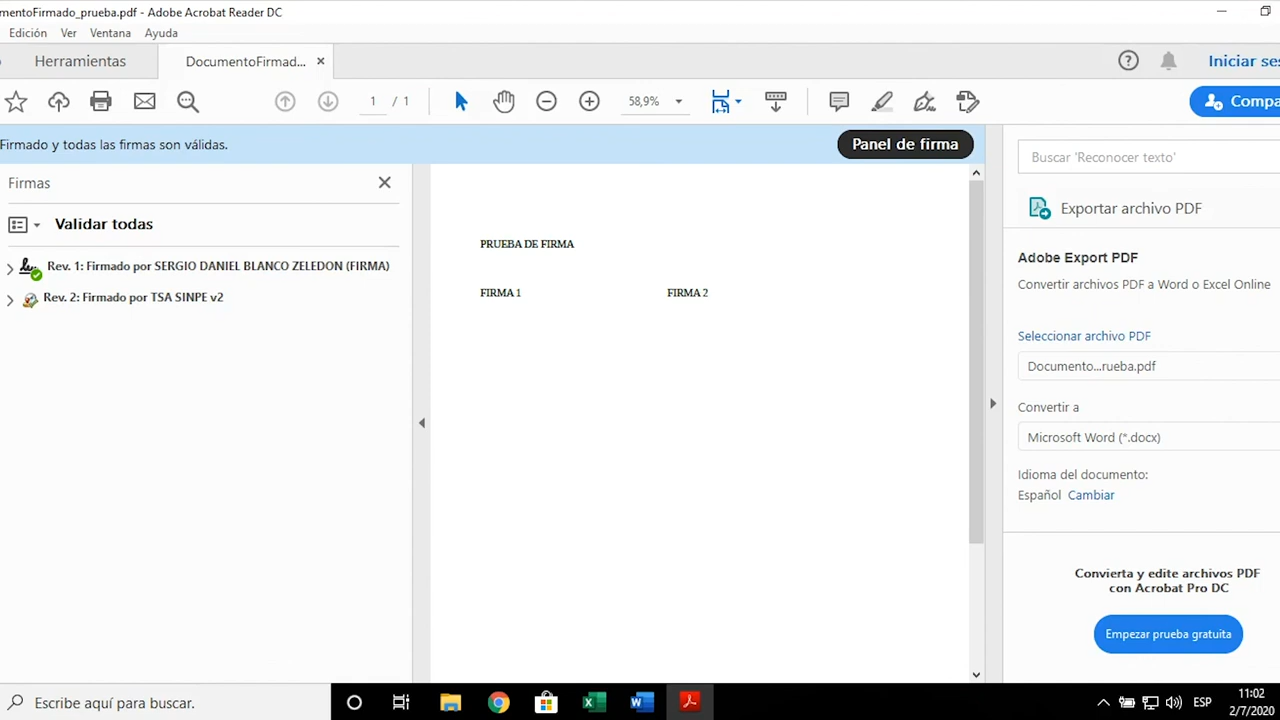 mentoFirmado_prueba.pdf - Adobe Acrobat Reader DC
Edición Ver Ventana Ayuda
Herramientas DocumentoFirmad... ×
Iniciar ses
1 / 1 58,9%
Compa
Firmado y todas las firmas son válidas.
Panel de firma
Buscar 'Reconocer texto'
Firmas
Validar todas
Exportar archivo PDF
PRUEBA DE FIRMA
Adobe Export PDF
Rev. 1: Firmado por SERGIO DANIEL BLANCO ZELEDON (FIRMA)
Convertir archivos PDF a Word o Excel Online
Rev. 2: Firmado por TSA SINPE v2
FIRMA 1 FIRMA 2
Seleccionar archivo PDF
Documento...rueba.pdf
Convertir a
Microsoft Word (*.docx)
Idioma del documento:
Español Cambiar
Convierta y edite archivos PDF
con Acrobat Pro DC
Empezar prueba gratuita
Escribe aquí para buscar.
ESP
11:02
2/7/2020